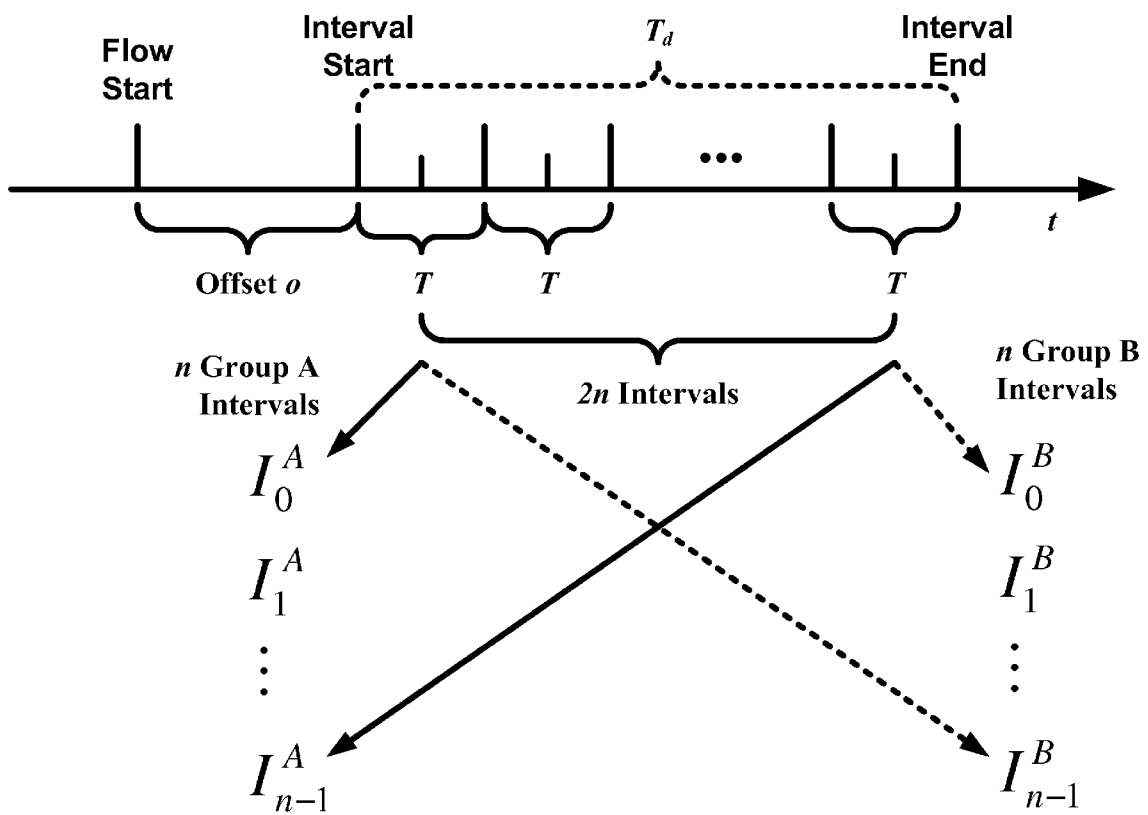 Flow
Start
Interval
Start
T_d
Interval
End
...
t
Offset o
T
T
T
n Group A
Intervals
2n Intervals
n Group B
Intervals
I_0^A
I_0^B
I_1^A
I_1^B
⋮
⋮
I_{n-1}^A
I_{n-1}^B